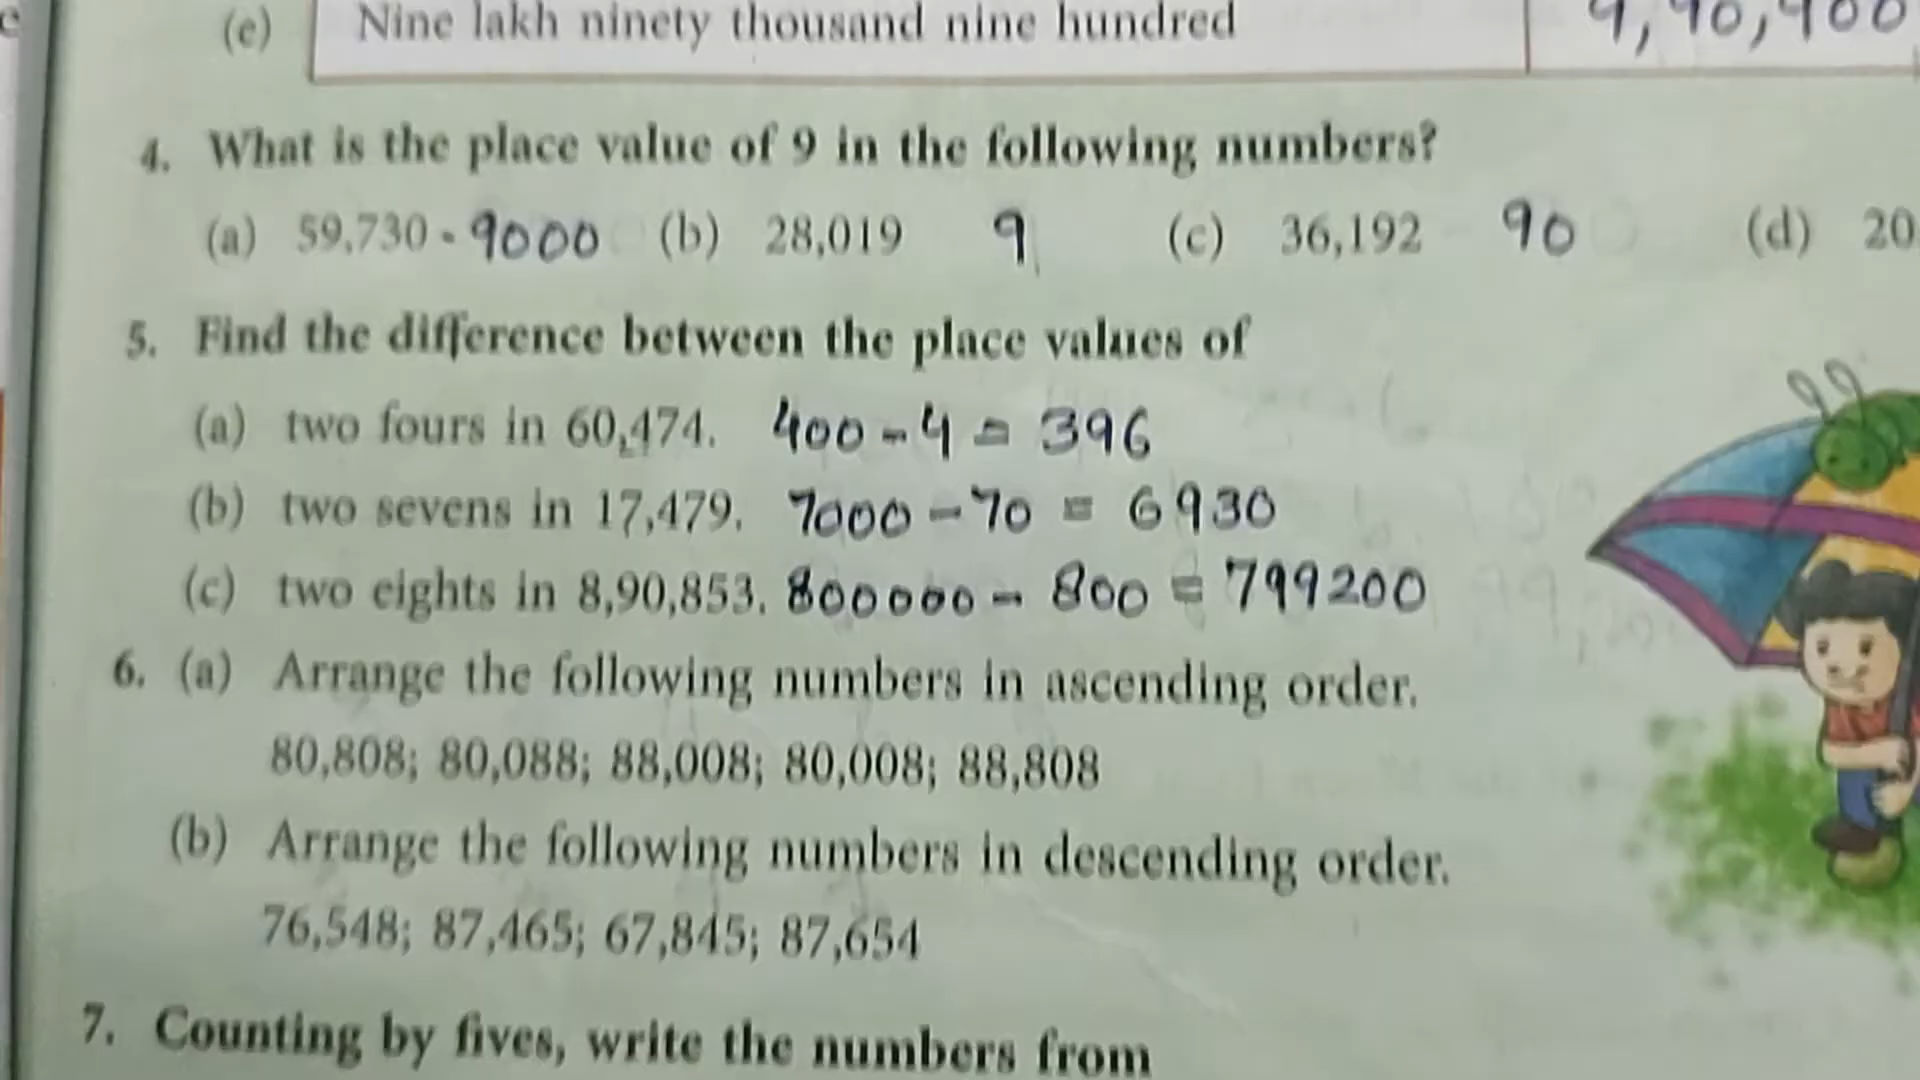 (e) Nine lakh ninety thousand nine hundred 9,90,900
4. What is the place value of 9 in the following numbers?
(a) 59,730 - 9000 (b) 28,019 9 (c) 36,192 90 (d) 20
5. Find the difference between the place values of
(a) two fours in 60,474. 400 - 4 = 396
(b) two sevens in 17,479. 7000 - 70 = 6930
(c) two eights in 8,90,853. 800000 - 800 = 799200
6. (a) Arrange the following numbers in ascending order.
80,808; 80,088; 88,008; 80,008; 88,808
(b) Arrange the following numbers in descending order.
76,548; 87,465; 67,845; 87,654
7. Counting by fives, write the numbers from